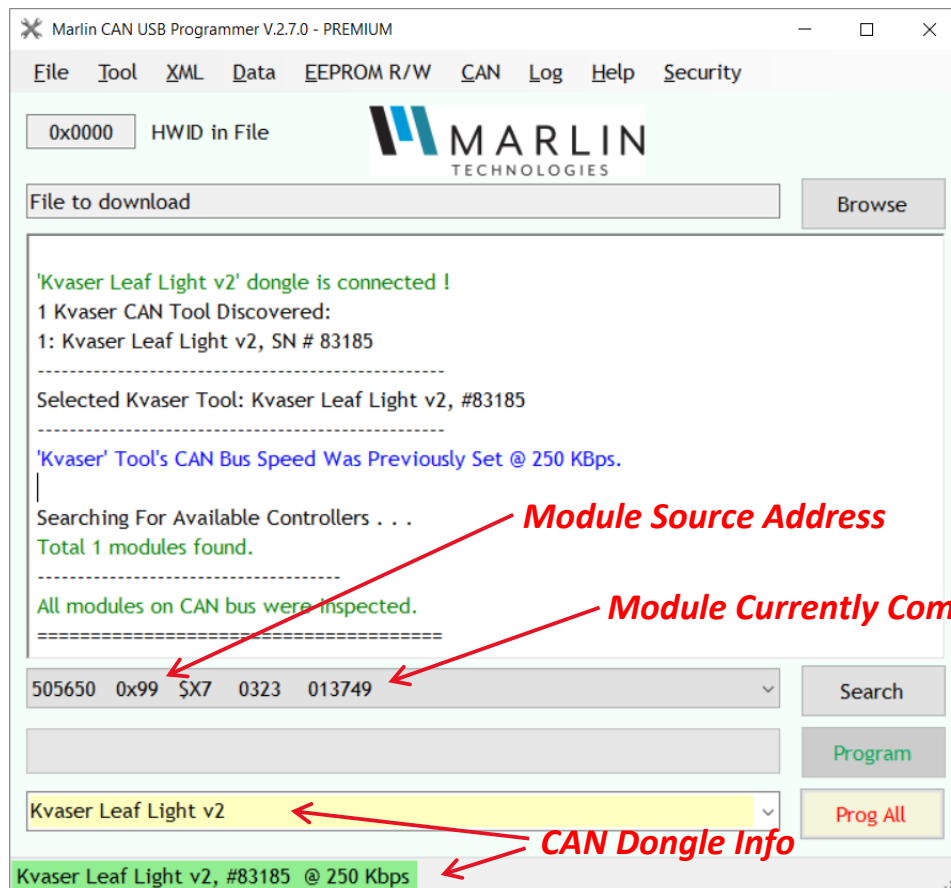 Marlin CAN USB Programmer V.2.7.0 - PREMIUM
File Tool XML Data EEPROM R/W CAN Log Help Security
0x0000 HWID in File
MARLIN
TECHNOLOGIES
File to download
Browse
'Kvaser Leaf Light v2' dongle is connected !
1 Kvaser CAN Tool Discovered:
1: Kvaser Leaf Light v2, SN # 83185
------------------------------------------------
Selected Kvaser Tool: Kvaser Leaf Light v2, #83185
------------------------------------------------
'Kvaser' Tool's CAN Bus Speed Was Previously Set @ 250 KBps.
Searching For Available Controllers . . .
Module Source Address
Total 1 modules found.
------------------------------------
All modules on CAN bus were inspected.
Module Currently Com
======================================
505650 0x99 $X7 0323 013749
Search
Program
Kvaser Leaf Light v2
Prog All
CAN Dongle Info
Kvaser Leaf Light v2, #83185 @ 250 Kbps